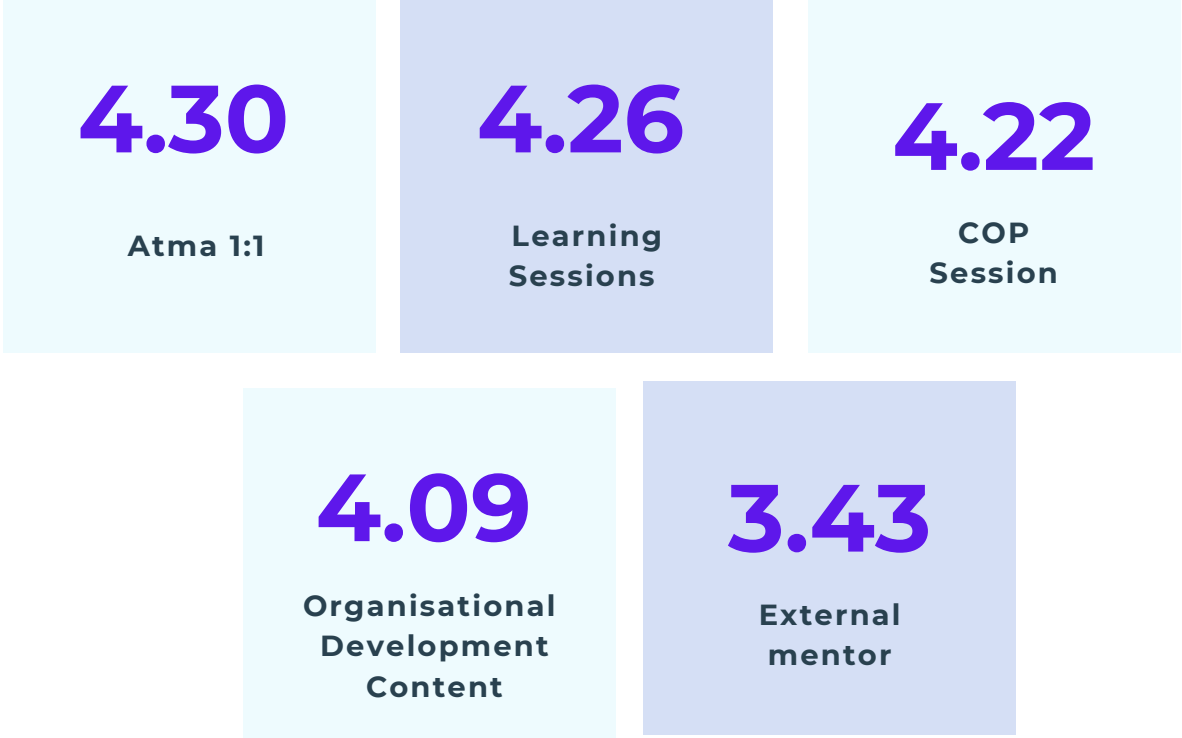 4.30
Atma 1:1
4.26
Learning
Sessions
4.22
COP
Session
4.09
Organisational
Development
Content
3.43
External
mentor